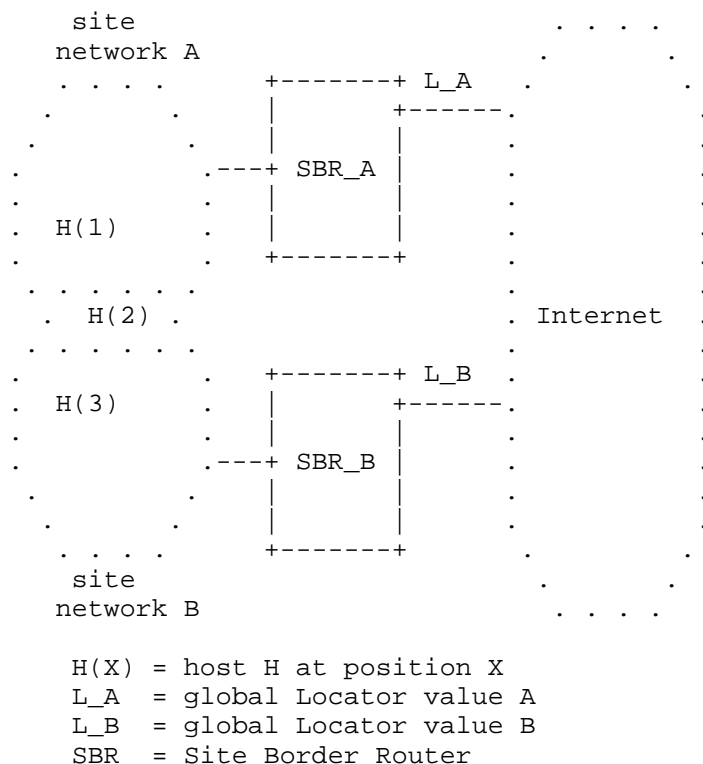 site
network A
L_A
SBR_A
H(1)
H(2)
Internet
L_B
H(3)
SBR_B
site
network B
H(X) = host H at position X
L_A = global Locator value A
L_B = global Locator value B
SBR = Site Border Router